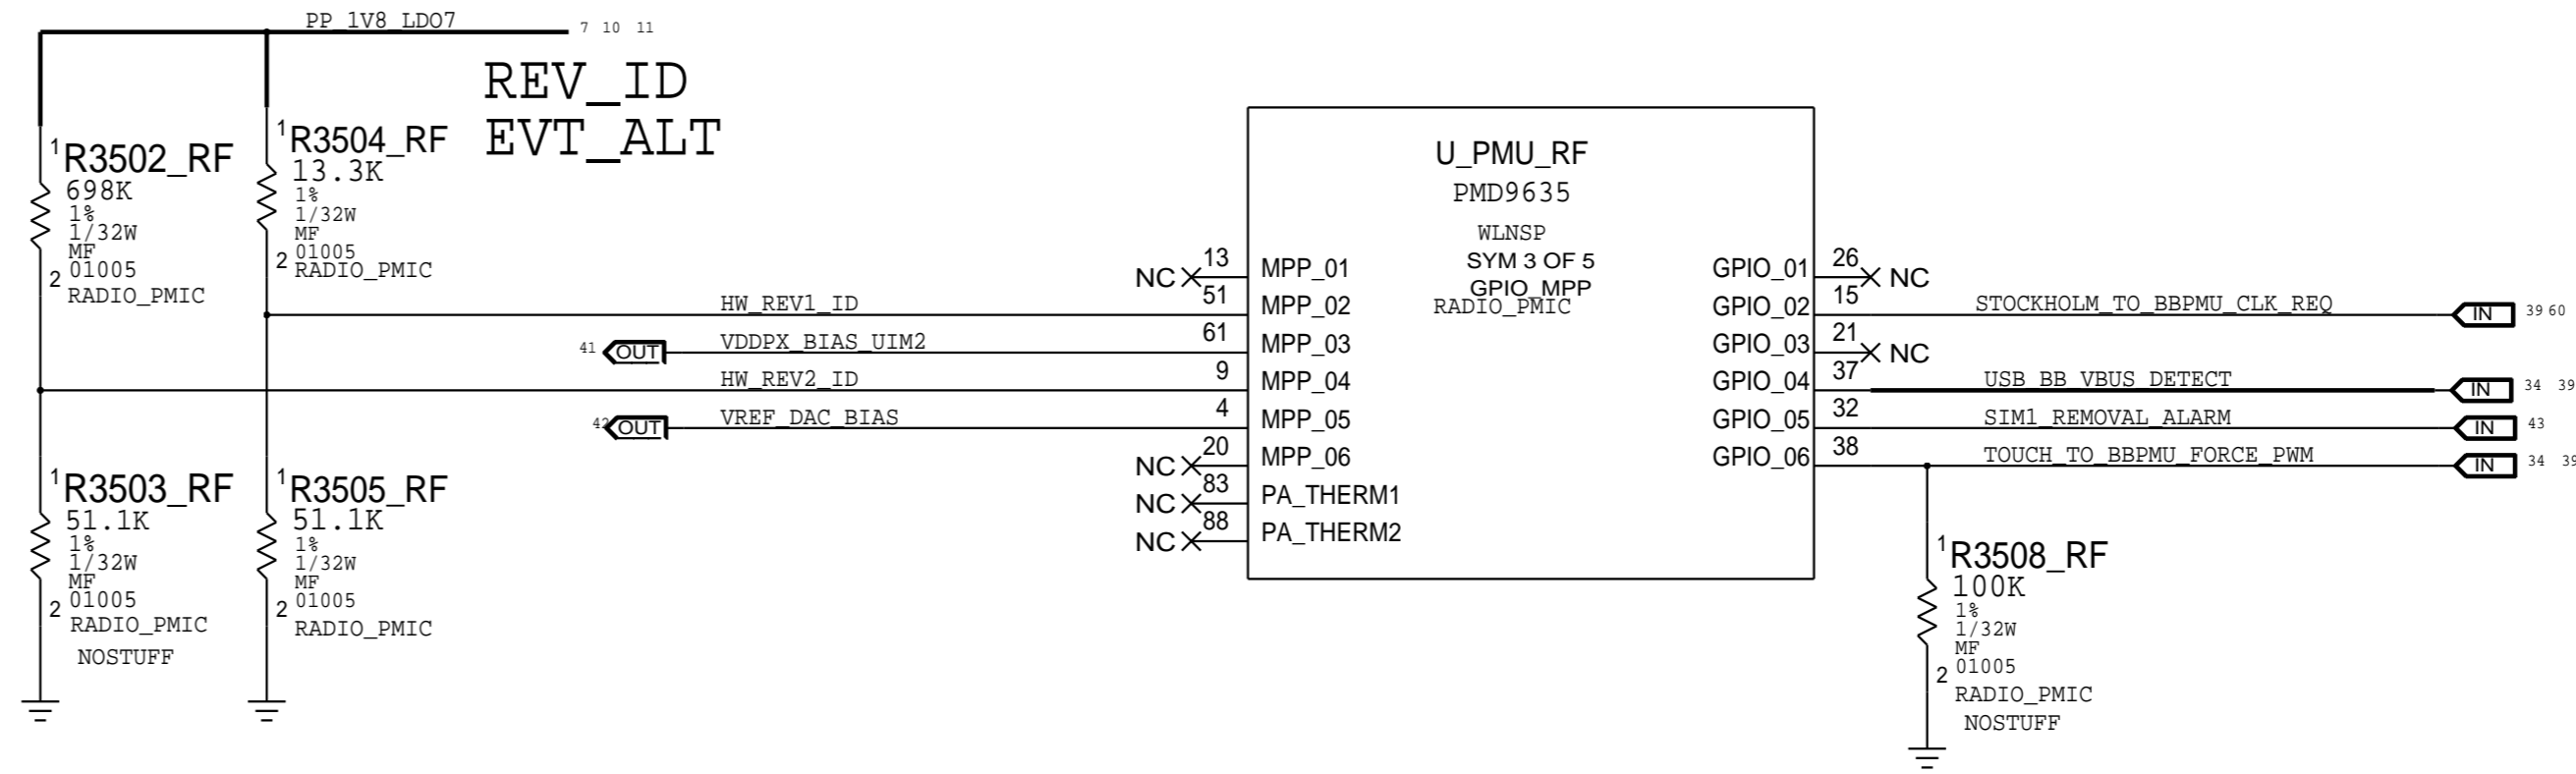 PP_1V8_LDO7 7 10 11
REV_ID
EVT_ALT
1 R3502_RF
698K
1%
1/32W
MF
01005
2
RADIO_PMIC
1 R3504_RF
13.3K
1%
1/32W
MF
01005
2
RADIO_PMIC
1 R3503_RF
51.1K
1%
1/32W
MF
01005
2
RADIO_PMIC
NOSTUFF
1 R3505_RF
51.1K
1%
1/32W
MF
01005
2
RADIO_PMIC
U_PMU_RF
PMD9635
WLNSP
SYM 3 OF 5
GPIO_MPP
RADIO_PMIC
NC 13 MPP_01
HW_REV1_ID 51 MPP_02
41 OUT VDDPX_BIAS_UIM2 61 MPP_03
HW_REV2_ID 9 MPP_04
42 OUT VREF_DAC_BIAS 4 MPP_05
NC 20 MPP_06
NC 83 PA_THERM1
NC 88 PA_THERM2
GPIO_01 26 NC
GPIO_02 15 STOCKHOLM_TO_BBPMU_CLK_REQ IN 39 60
GPIO_03 21 NC
GPIO_04 37 USB_BB_VBUS_DETECT IN 34 39
GPIO_05 32 SIM1_REMOVAL_ALARM IN 43
GPIO_06 38 TOUCH_TO_BBPMU_FORCE_PWM IN 34 39
1 R3508_RF
100K
1%
1/32W
MF
01005
2
RADIO_PMIC
NOSTUFF